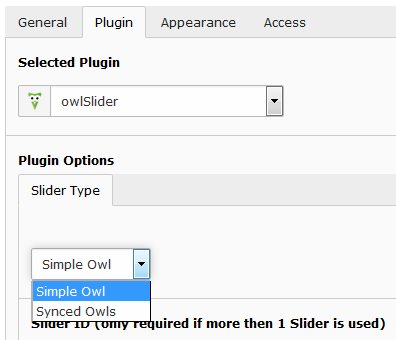 General Plugin Appearance Access
Selected Plugin
owlSlider
Plugin Options
Slider Type
Simple Owl
Simple Owl
Synced Owls
Slider ID (only required if more then 1 Slider is used)